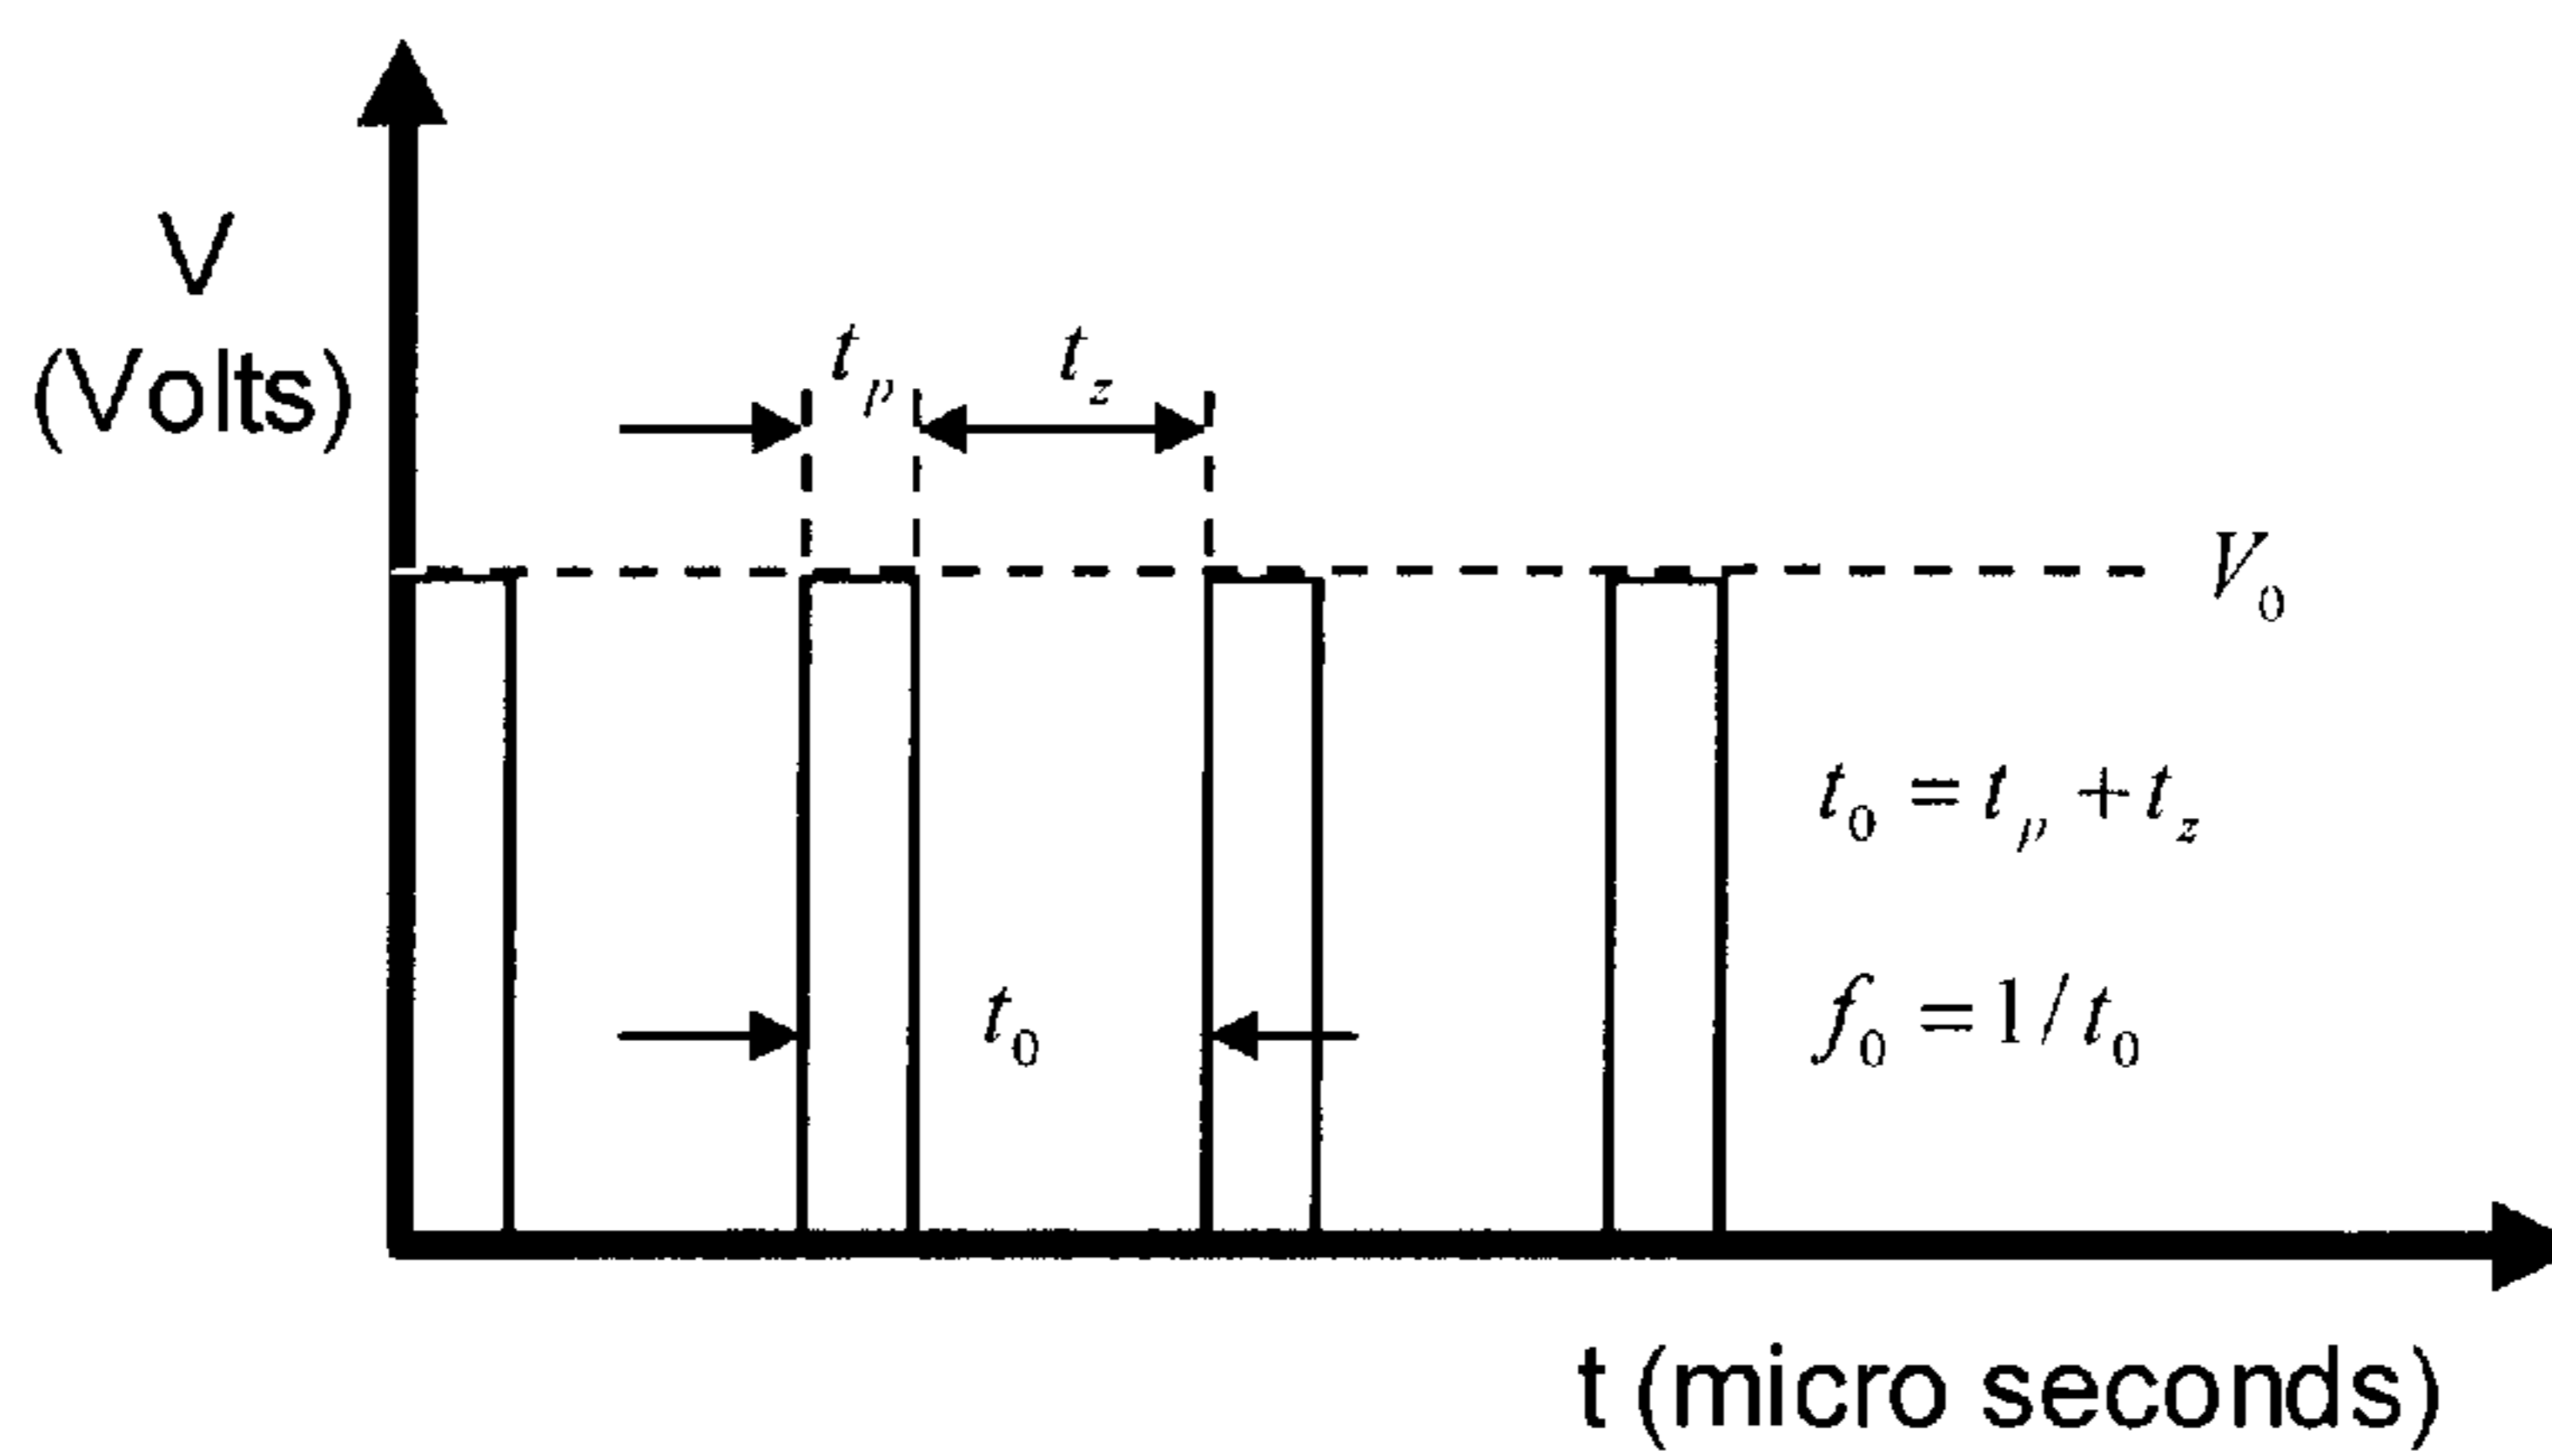 V
(Volts)
t_p
t_z
V_0
t_0 = t_p + t_z
t_0
f_0 = 1/t_0
t (micro seconds)